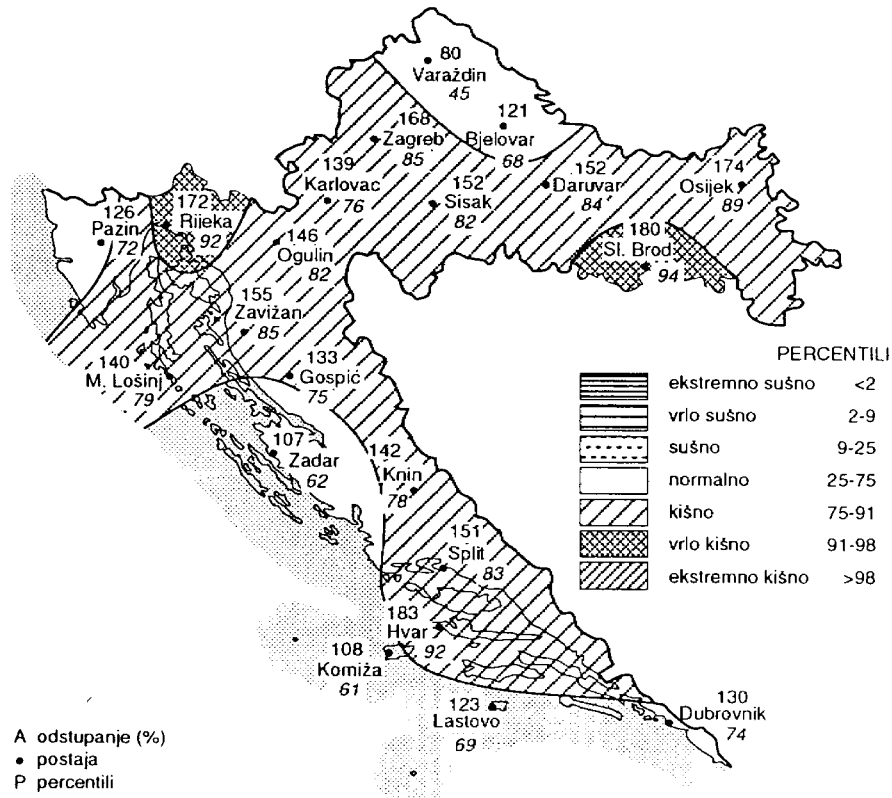 80
Varaždin
45
121
Bjelovar
68
168
Zagreb
85
139
Karlovac
76
152
Sisak
82
152
Daruvar
84
174
Osijek
89
180
Sl. Brod
94
126
Pazin
72
172
Rijeka
92
146
Ogulin
82
155
Zavižan
85
140
M. Lošinj
79
133
Gospić
75
107
Zadar
62
142
Knin
78
151
Split
83
183
Hvar
92
108
Komiža
61
123
Lastovo
69
130
Dubrovnik
74
PERCENTILI
ekstremno sušno <2
vrlo sušno 2-9
sušno 9-25
normalno 25-75
kišno 75-91
vrlo kišno 91-98
ekstremno kišno >98
A odstupanje (%)
• postaja
P percentili